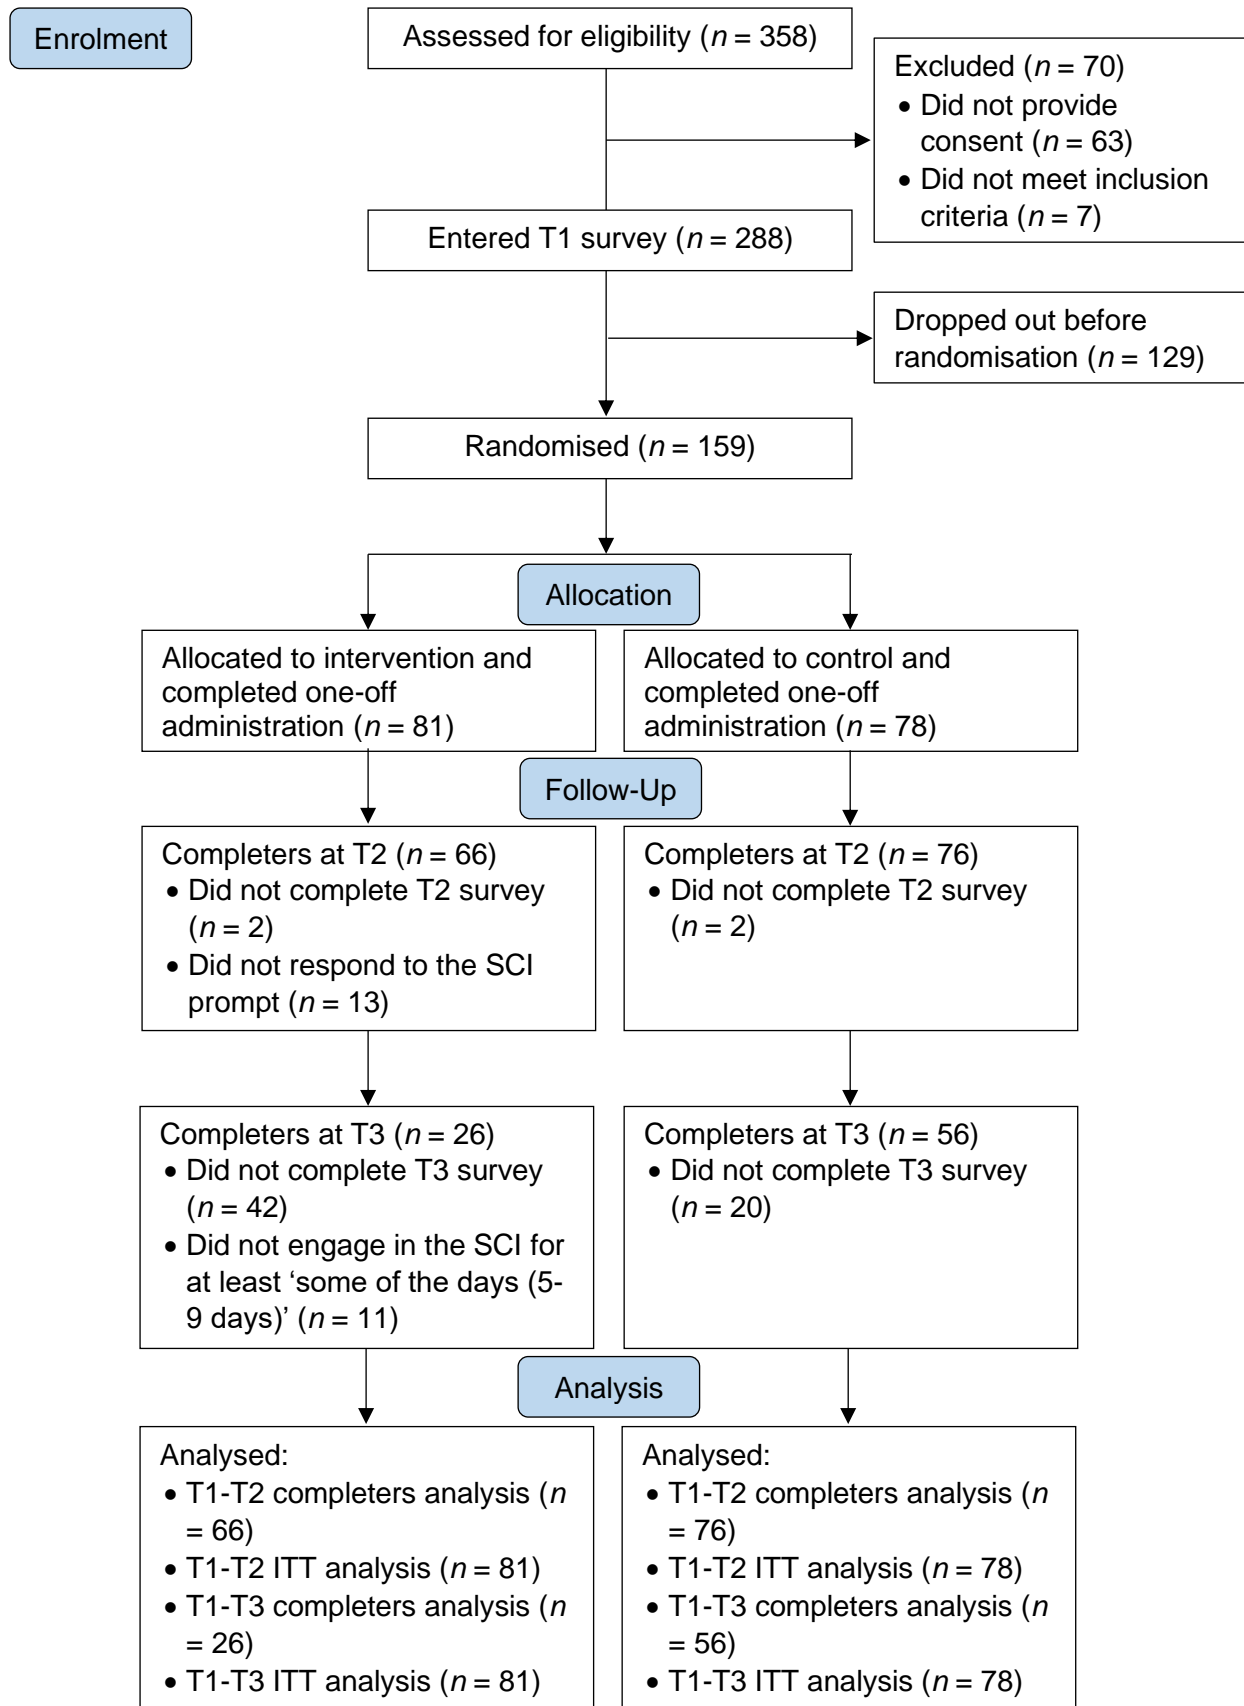 Enrolment
Assessed for eligibility (n = 358)
Excluded (n = 70)
• Did not provide
consent (n = 63)
• Did not meet inclusion
criteria (n = 7)
Entered T1 survey (n = 288)
Dropped out before
randomisation (n = 129)
Randomised (n = 159)
Allocation
Allocated to intervention and
completed one-off
administration (n = 81)
Allocated to control and
completed one-off
administration (n = 78)
Follow-Up
Completers at T2 (n = 66)
• Did not complete T2 survey
(n = 2)
• Did not respond to the SCI
prompt (n = 13)
Completers at T2 (n = 76)
• Did not complete T2 survey
(n = 2)
Completers at T3 (n = 26)
• Did not complete T3 survey
(n = 42)
• Did not engage in the SCI for
at least ‘some of the days (5-
9 days)’ (n = 11)
Completers at T3 (n = 56)
• Did not complete T3 survey
(n = 20)
Analysis
Analysed:
• T1-T2 completers analysis (n
= 66)
• T1-T2 ITT analysis (n = 81)
• T1-T3 completers analysis (n
= 26)
• T1-T3 ITT analysis (n = 81)
Analysed:
• T1-T2 completers analysis (n
= 76)
• T1-T2 ITT analysis (n = 78)
• T1-T3 completers analysis (n
= 56)
• T1-T3 ITT analysis (n = 78)